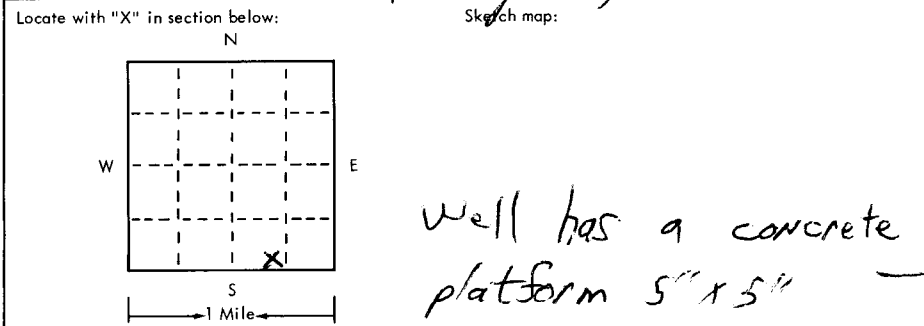 Locate with "X" in section below:
Sketch map:
N
W
E
X
S
1 Mile
Well has a concrete
platform 5" x 5"